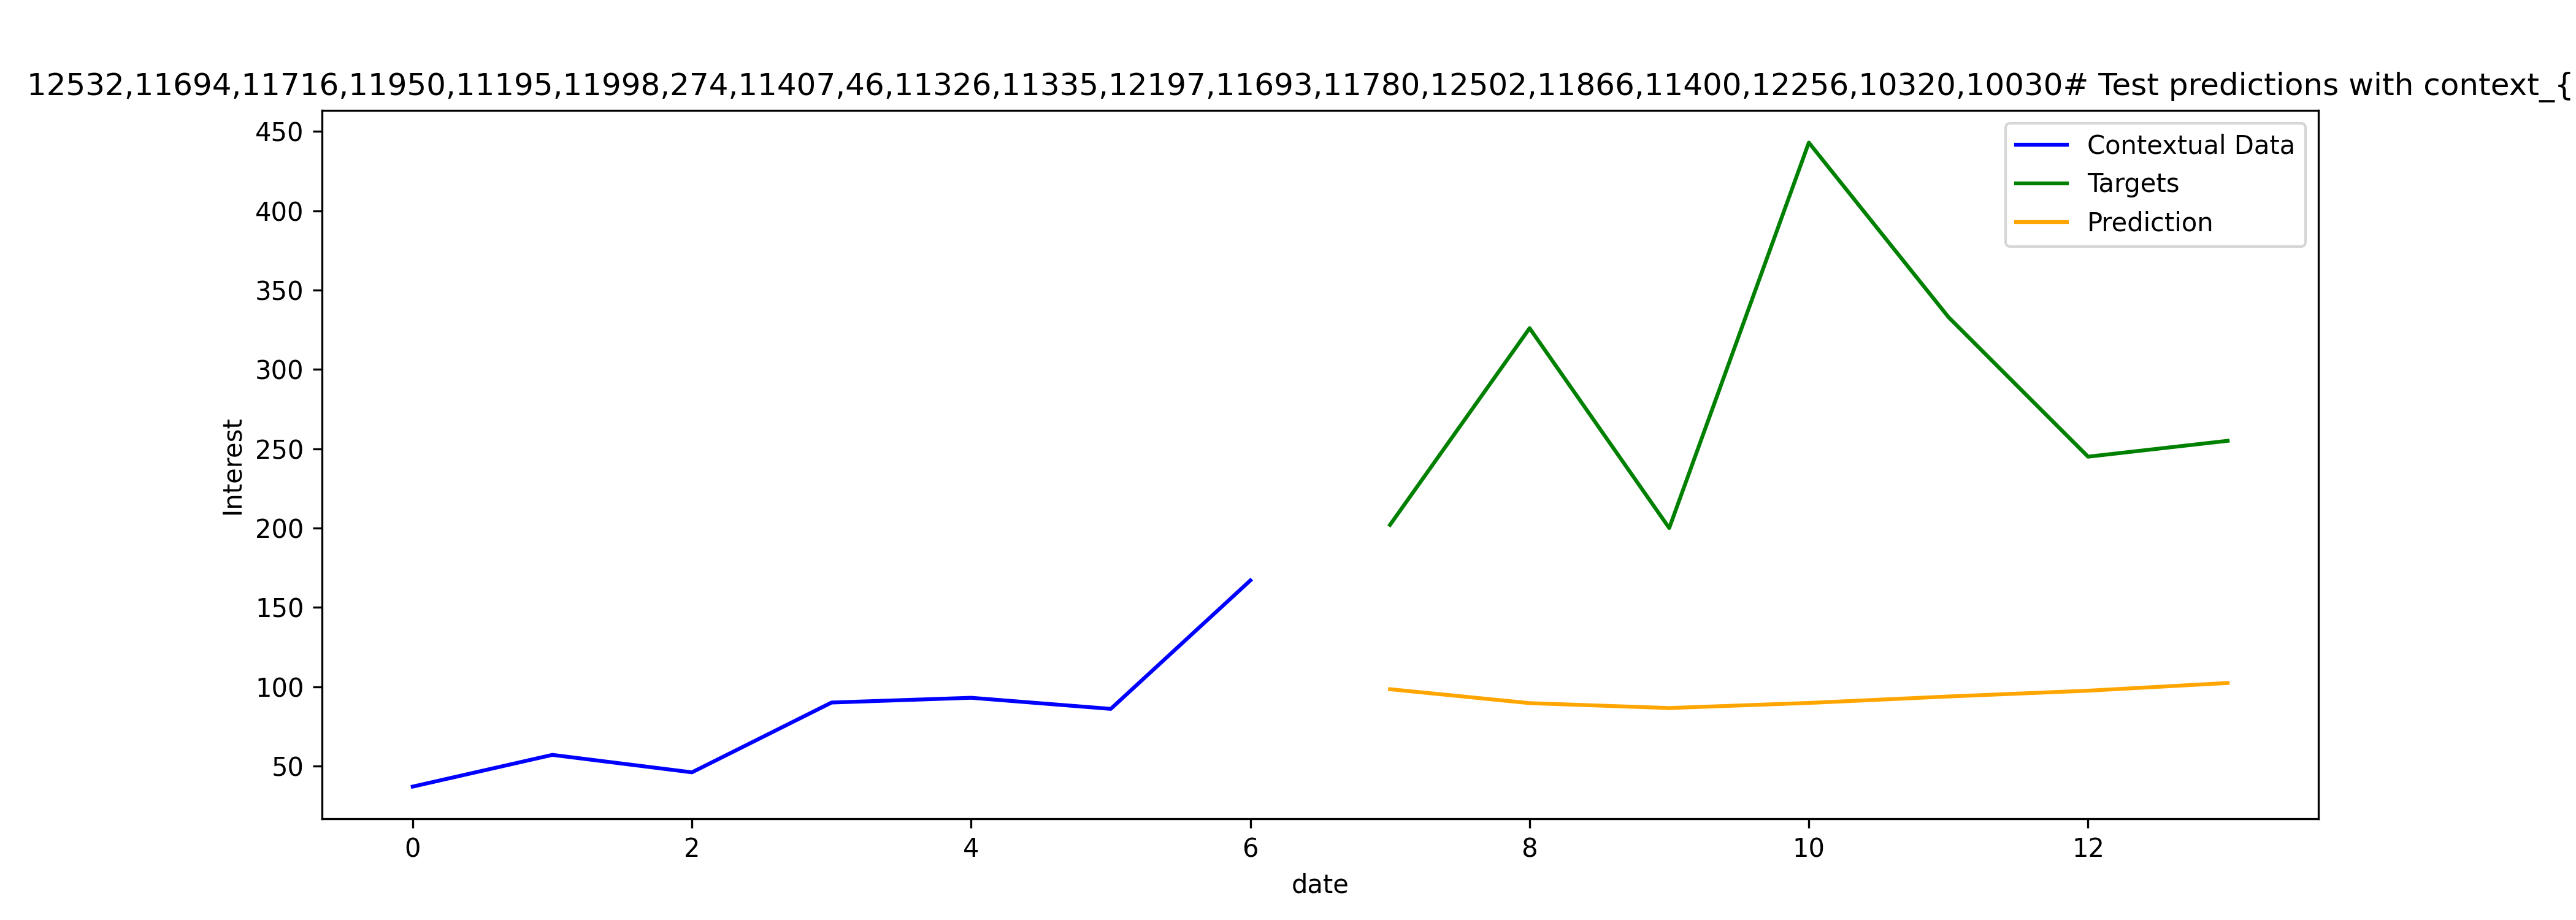 12532,11694,11716,11950,11195,11998,274,11407,46,11326,11335,12197,11693,11780,12502,11866,11400,12256,10320,10030# Test predictions with context_{
450
400
350
300
250
200
150
100
50
Interest
Contextual Data
Targets
Prediction
0 2 4 6 8 10 12
date